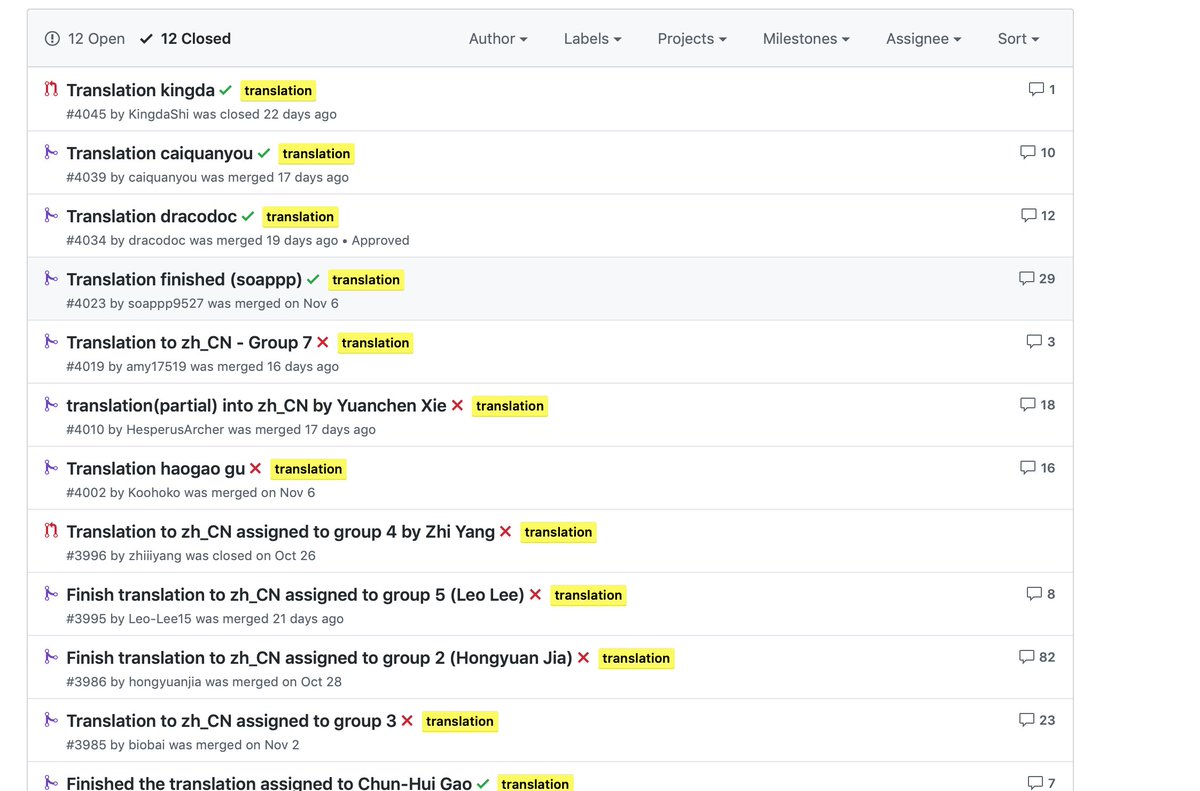 12 Open 12 Closed Author Labels Projects Milestones Assignee Sort
Translation kingda translation 1
#4045 by KingdaShi was closed 22 days ago
Translation caiquanyou translation 10
#4039 by caiquanyou was merged 17 days ago
Translation dracodoc translation 12
#4034 by dracodoc was merged 19 days ago • Approved
Translation finished (soappp) translation 29
#4023 by soappp9527 was merged on Nov 6
Translation to zh_CN - Group 7 translation 3
#4019 by amy17519 was merged 16 days ago
translation(partial) into zh_CN by Yuanchen Xie translation 18
#4010 by HesperusArcher was merged 17 days ago
Translation haogao gu translation 16
#4002 by Koohoko was merged on Nov 6
Translation to zh_CN assigned to group 4 by Zhi Yang translation
#3996 by zhiiiyang was closed on Oct 26
Finish translation to zh_CN assigned to group 5 (Leo Lee) translation 8
#3995 by Leo-Lee15 was merged 21 days ago
Finish translation to zh_CN assigned to group 2 (Hongyuan Jia) translation 82
#3986 by hongyuanjia was merged on Oct 28
Translation to zh_CN assigned to group 3 translation 23
#3985 by biobai was merged on Nov 2
Finished the translation assigned to Chun-Hui Gao translation 7